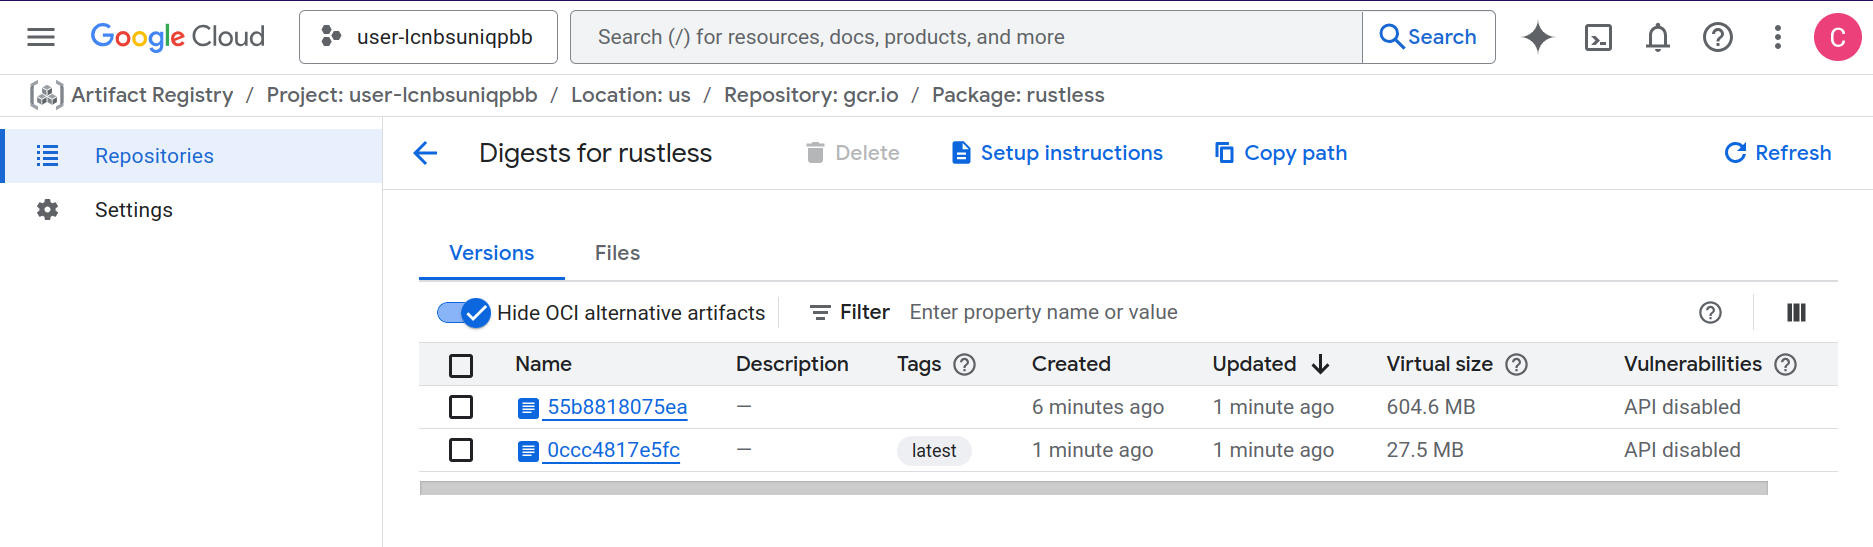 Google Cloud user-lcnbsuniqpbb Search (/) for resources, docs, products, and more Search C
Artifact Registry / Project: user-lcnbsuniqpbb / Location: us / Repository: gcr.io / Package: rustless
Repositories
Settings
Digests for rustless Delete Setup instructions Copy path Refresh
Versions Files
Hide OCI alternative artifacts Filter Enter property name or value
Name Description Tags Created Updated Virtual size Vulnerabilities
55b8818075ea — 6 minutes ago 1 minute ago 604.6 MB API disabled
0ccc4817e5fc — latest 1 minute ago 1 minute ago 27.5 MB API disabled